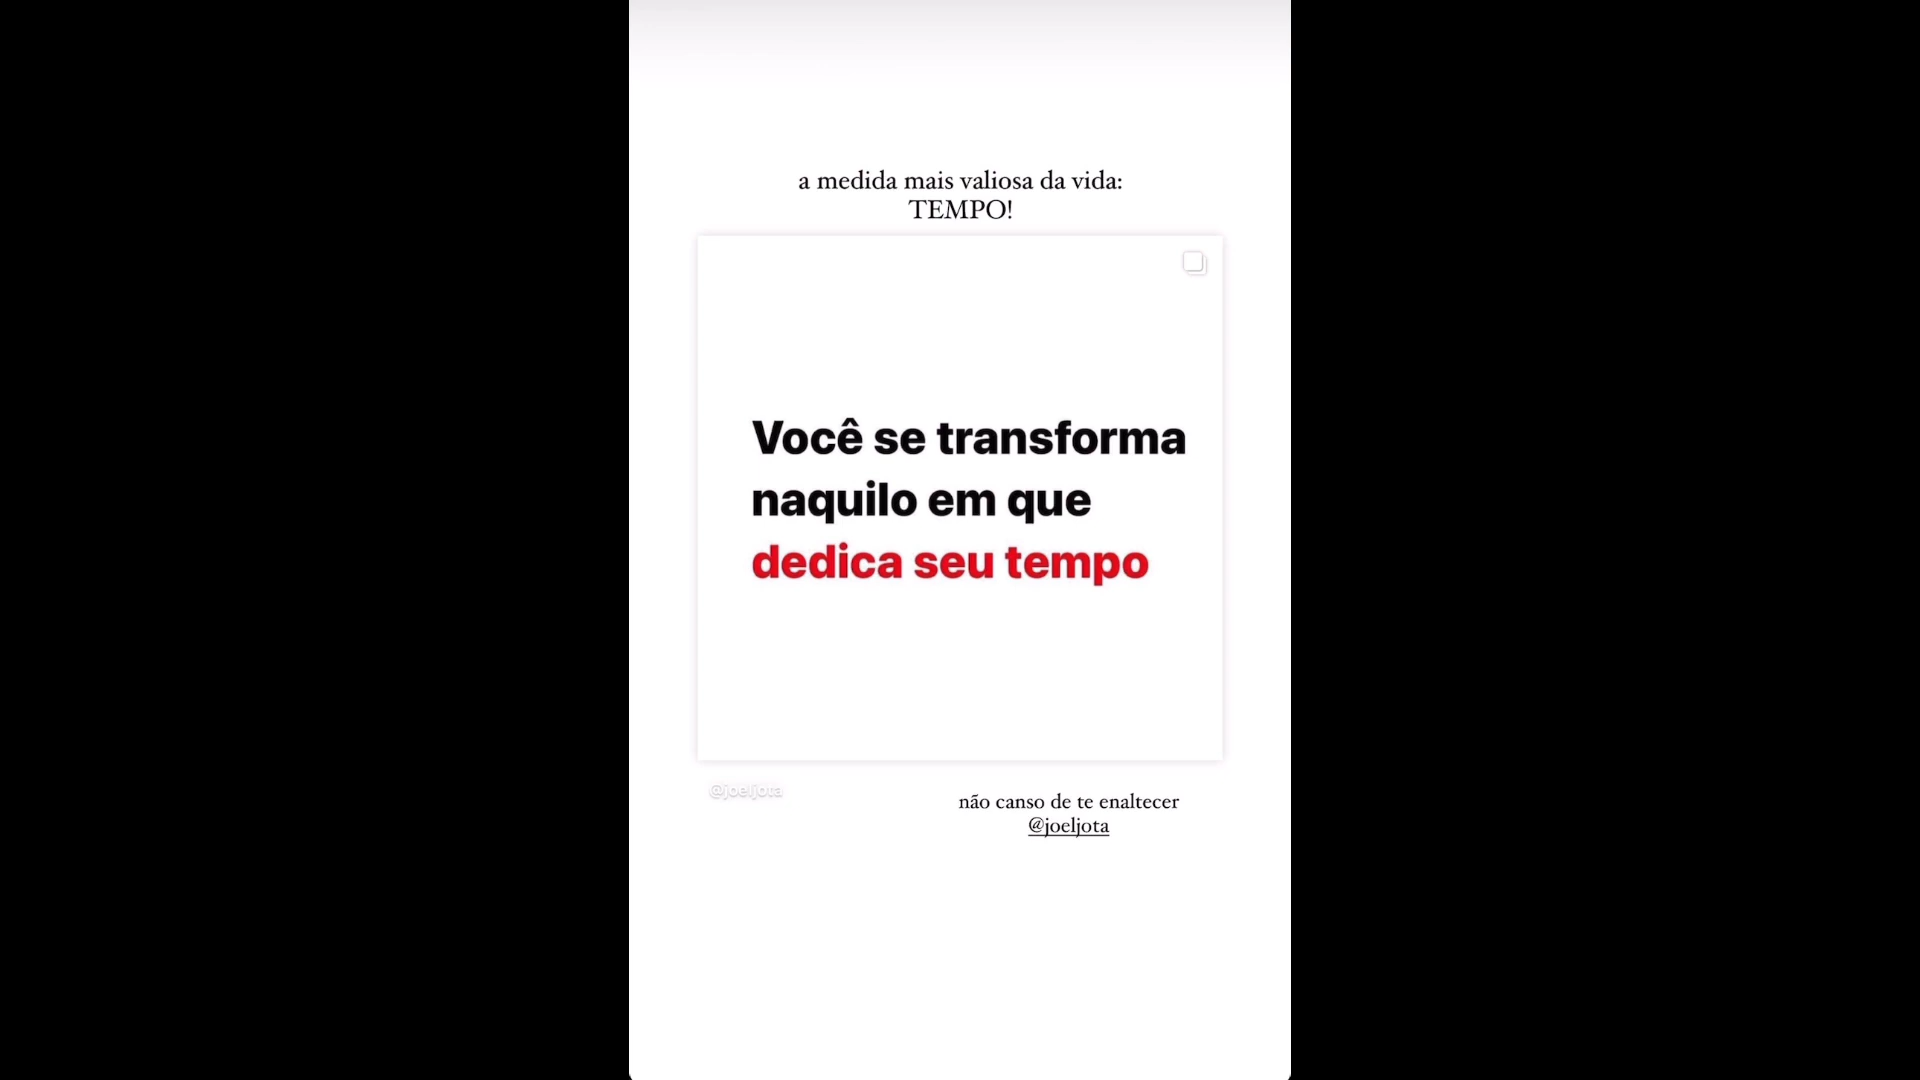 a medida mais valiosa da vida:
TEMPO!
Você se transforma
naquilo em que
dedica seu tempo
@joeljota
não canso de te enaltecer
@joeljota